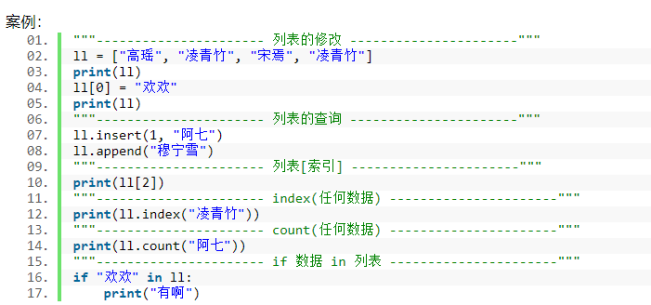 案例:
01. """--------------------- 列表的修改 ---------------------"""
02. ll = ["高瑶", "凌青竹", "宋焉", "凌青竹"]
03. print(ll)
04. ll[0] = "欢欢"
05. print(ll)
06. """--------------------- 列表的查询 ---------------------"""
07. ll.insert(1, "阿七")
08. ll.append("穆宁雪")
09. """--------------------- 列表[索引] ---------------------"""
10. print(ll[2])
11. """--------------------- index(任何数据) ---------------------"""
12. print(ll.index("凌青竹"))
13. """--------------------- count(任何数据) ---------------------"""
14. print(ll.count("阿七"))
15. """--------------------- if 数据 in 列表 ---------------------"""
16. if "欢欢" in ll:
17.     print("有啊")